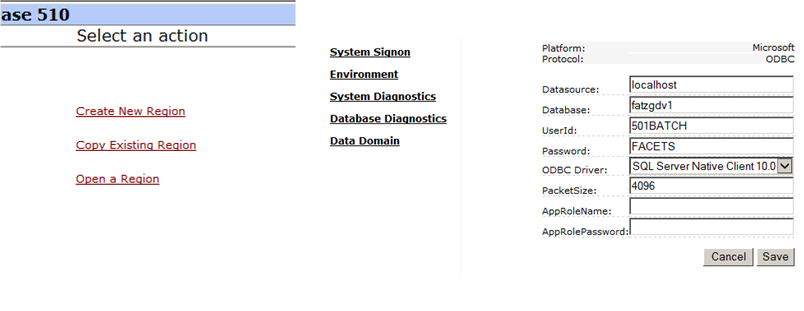 ase 510
Select an action
Create New Region
Copy Existing Region
Open a Region
System Signon
Environment
System Diagnostics
Database Diagnostics
Data Domain
Platform: Microsoft
Protocol: ODBC
Datasource: localhost
Database: fatzgdv1
UserId: 501BATCH
Password: FACETS
ODBC Driver: SQL Server Native Client 10.0
PacketSize: 4096
AppRoleName:
AppRolePassword:
Cancel Save